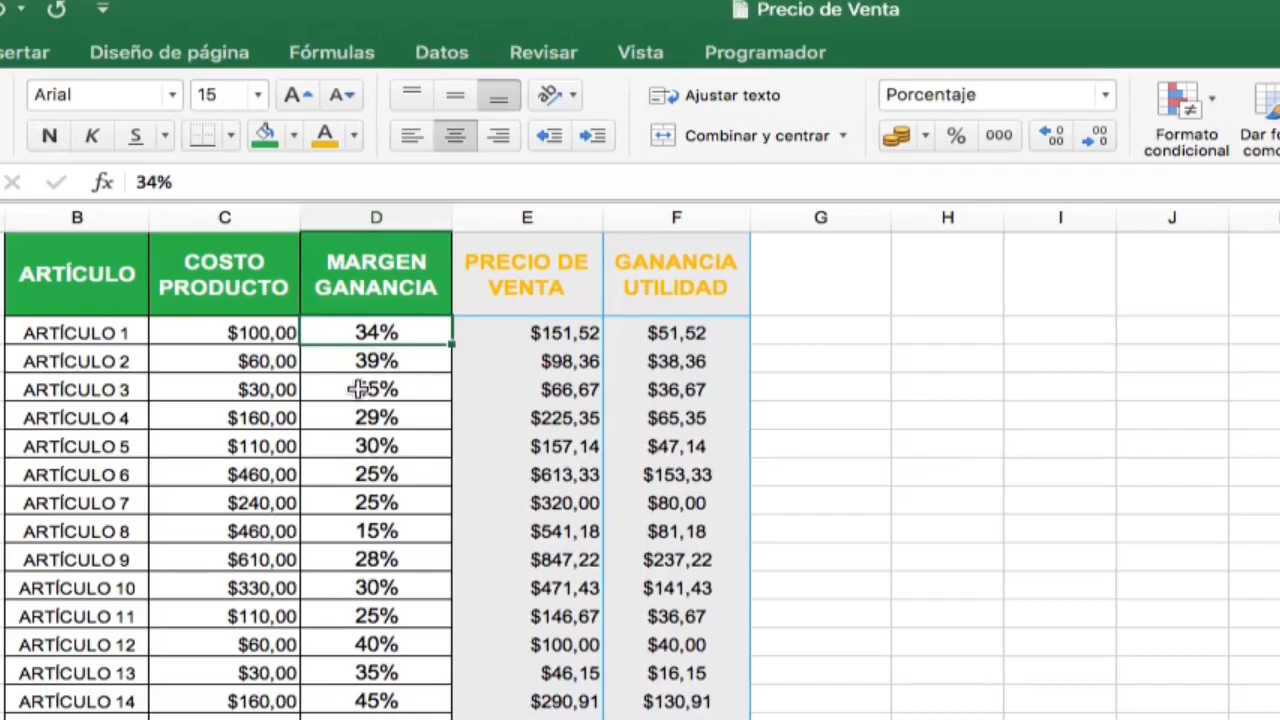 Precio de Venta
Diseño de página Fórmulas Datos Revisar Vista Programador
Arial 15 A A Ajustar texto Porcentaje
N K S A Combinar y centrar % 000 Formato condicional
fx 34%
B C D E F G H I J
ARTÍCULO COSTO PRODUCTO MARGEN GANANCIA PRECIO DE VENTA GANANCIA UTILIDAD
ARTÍCULO 1 $100,00 34% $151,52 $51,52
ARTÍCULO 2 $60,00 39% $98,36 $38,36
ARTÍCULO 3 $30,00 $66,67 $36,67
ARTÍCULO 4 $160,00 29% $225,35 $65,35
ARTÍCULO 5 $110,00 30% $157,14 $47,14
ARTÍCULO 6 $460,00 25% $613,33 $153,33
ARTÍCULO 7 $240,00 25% $320,00 $80,00
ARTÍCULO 8 $460,00 15% $541,18 $81,18
ARTÍCULO 9 $610,00 28% $847,22 $237,22
ARTÍCULO 10 $330,00 30% $471,43 $141,43
ARTÍCULO 11 $110,00 25% $146,67 $36,67
ARTÍCULO 12 $60,00 40% $100,00 $40,00
ARTÍCULO 13 $30,00 35% $46,15 $16,15
ARTÍCULO 14 $160,00 45% $290,91 $130,91